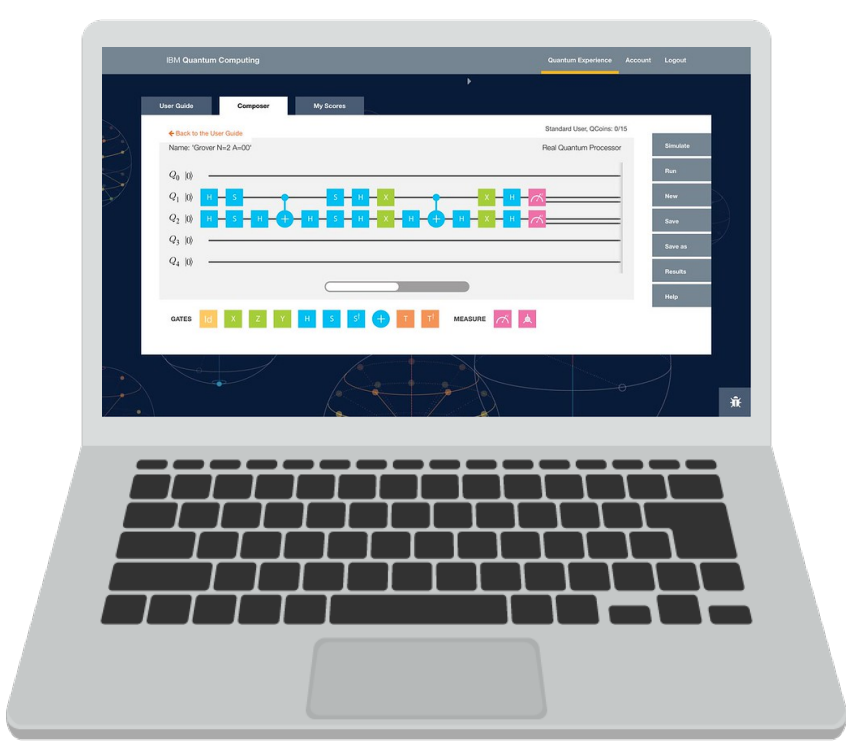 IBM Quantum Computing
Quantum Experience Account Logout
User Guide Composer My Scores
Standard User, QCoins: 0/15
← Back to the User Guide
Name: 'Grover N=2 A=00'
Real Quantum Processor
Simulate
Run
New
Save
Save as
Results
Help
Q0 |0⟩
Q1 |0⟩ H S S H X X H
Q2 |0⟩ H S H + H S H X H + H X H
Q3 |0⟩
Q4 |0⟩
GATES Id X Z Y H S S† + T T† MEASURE